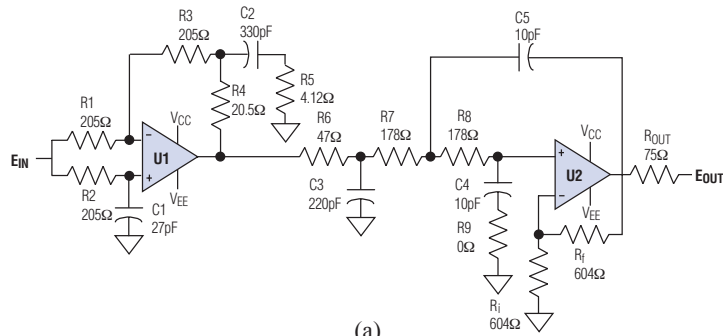 R3
205Ω
C2
330pF
C5
10pF
R5
4.12Ω
R4
20.5Ω
R1
205Ω
R6
47Ω
R7
178Ω
R8
178Ω
VCC
VCC
ROUT
75Ω
EIN
U1
U2
EOUT
VEE
VEE
R2
205Ω
C1
27pF
C3
220pF
C4
10pF
R9
0Ω
Rf
604Ω
Ri
604Ω
(a)